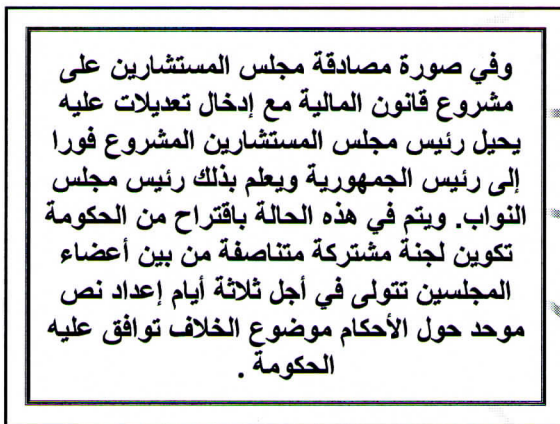 وفي صورة مصادقة مجلس المستشارين على
مشروع قانون المالية مع إدخال تعديلات عليه
يحيل رئيس مجلس المستشارين المشروع فورا
إلى رئيس الجمهورية ويعلم بذلك رئيس مجلس
النواب. ويتم في هذه الحالة باقتراح من الحكومة
تكوين لجنة مشتركة متناصفة من بين أعضاء
المجلسين تتولى في أجل ثلاثة أيام إعداد نص
موحد حول الأحكام موضوع الخلاف توافق عليه
الحكومة .